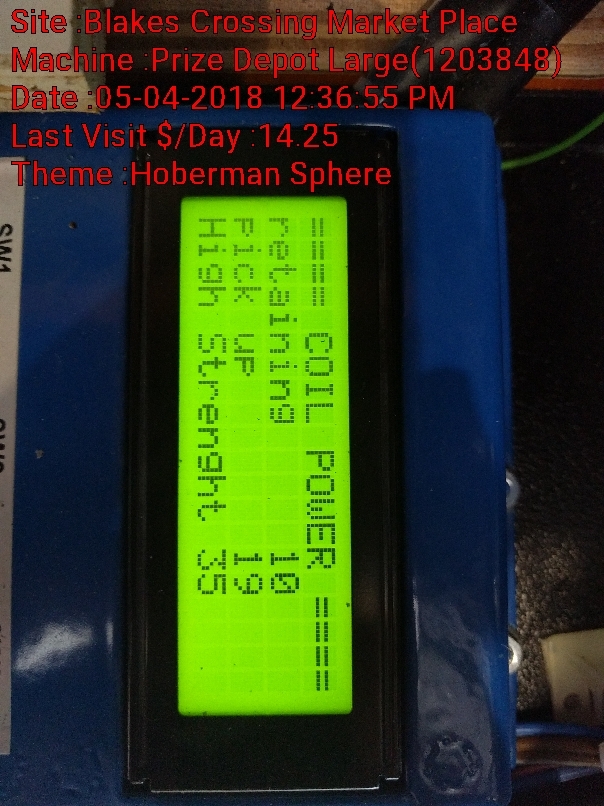 Site :Blakes Crossing Market Place
Machine :Prize Depot Large(1203848)
Date :05-04-2018 12:36:55 PM
Last Visit $/Day :14.25
Theme :Hoberman Sphere
==== COIL POWER ====
retaining 10
Pick UP 19
High Strenght 35
SW1